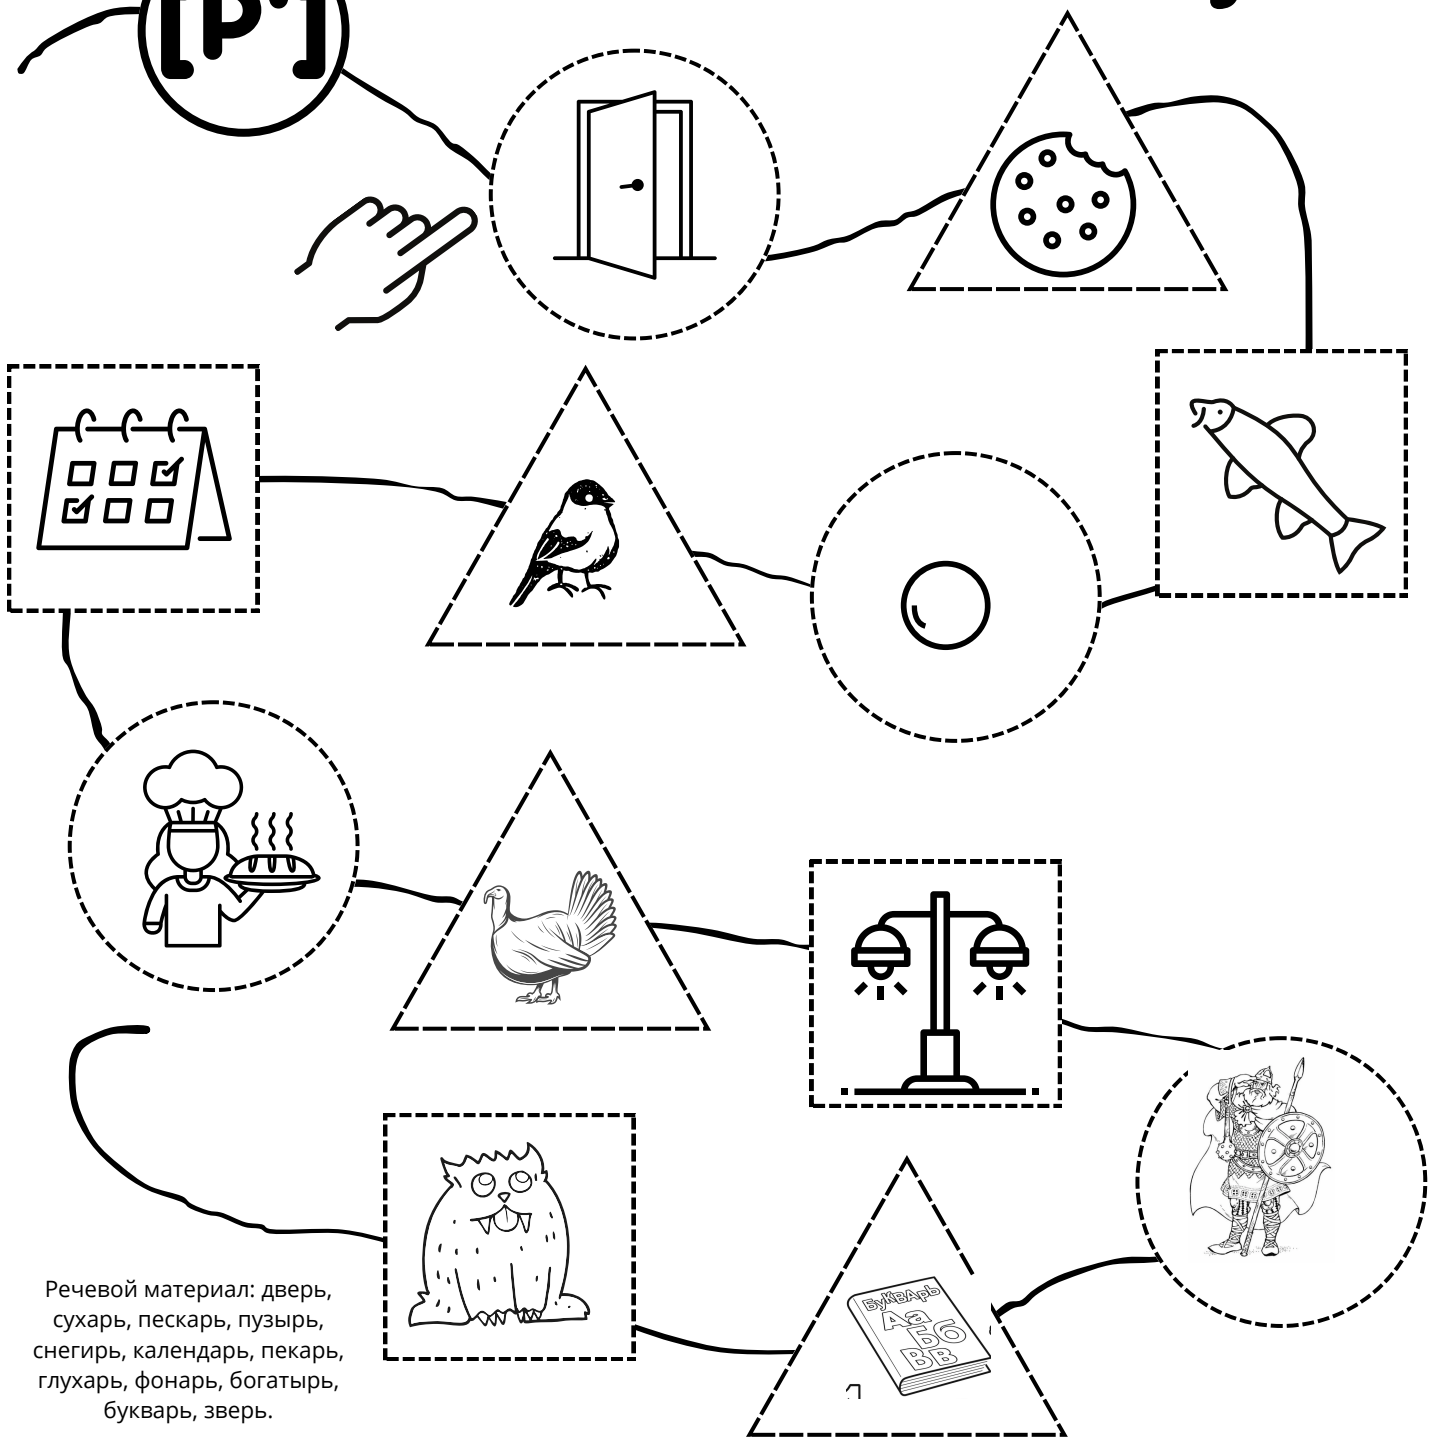 [Р']
БуКВАрЬ
Аа
Бб
Вв
Речевой материал: дверь,
сухарь, пескарь, пузырь,
снегирь, календарь, пекарь,
глухарь, фонарь, богатырь,
букварь, зверь.